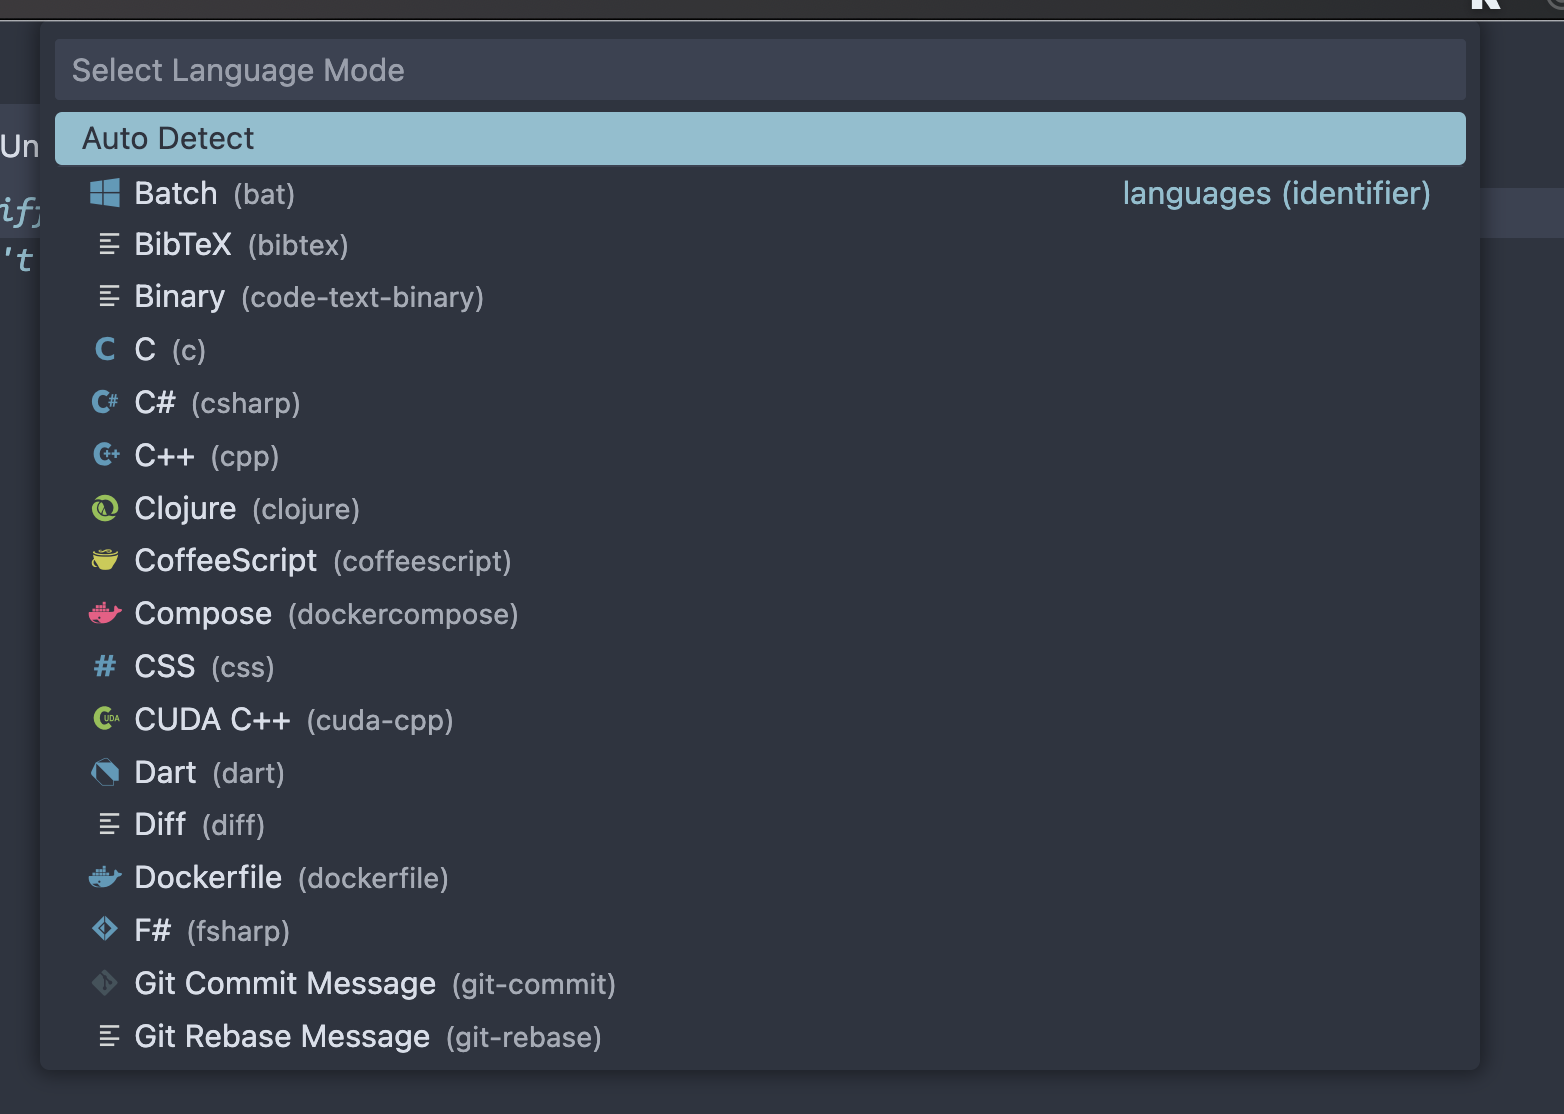 Select Language Mode
Auto Detect
Un
Batch (bat) languages (identifier)
iff
't
BibTeX (bibtex)
Binary (code-text-binary)
C (c)
C# (csharp)
C++ (cpp)
Clojure (clojure)
CoffeeScript (coffeescript)
Compose (dockercompose)
CSS (css)
CUDA C++ (cuda-cpp)
Dart (dart)
Diff (diff)
Dockerfile (dockerfile)
F# (fsharp)
Git Commit Message (git-commit)
Git Rebase Message (git-rebase)